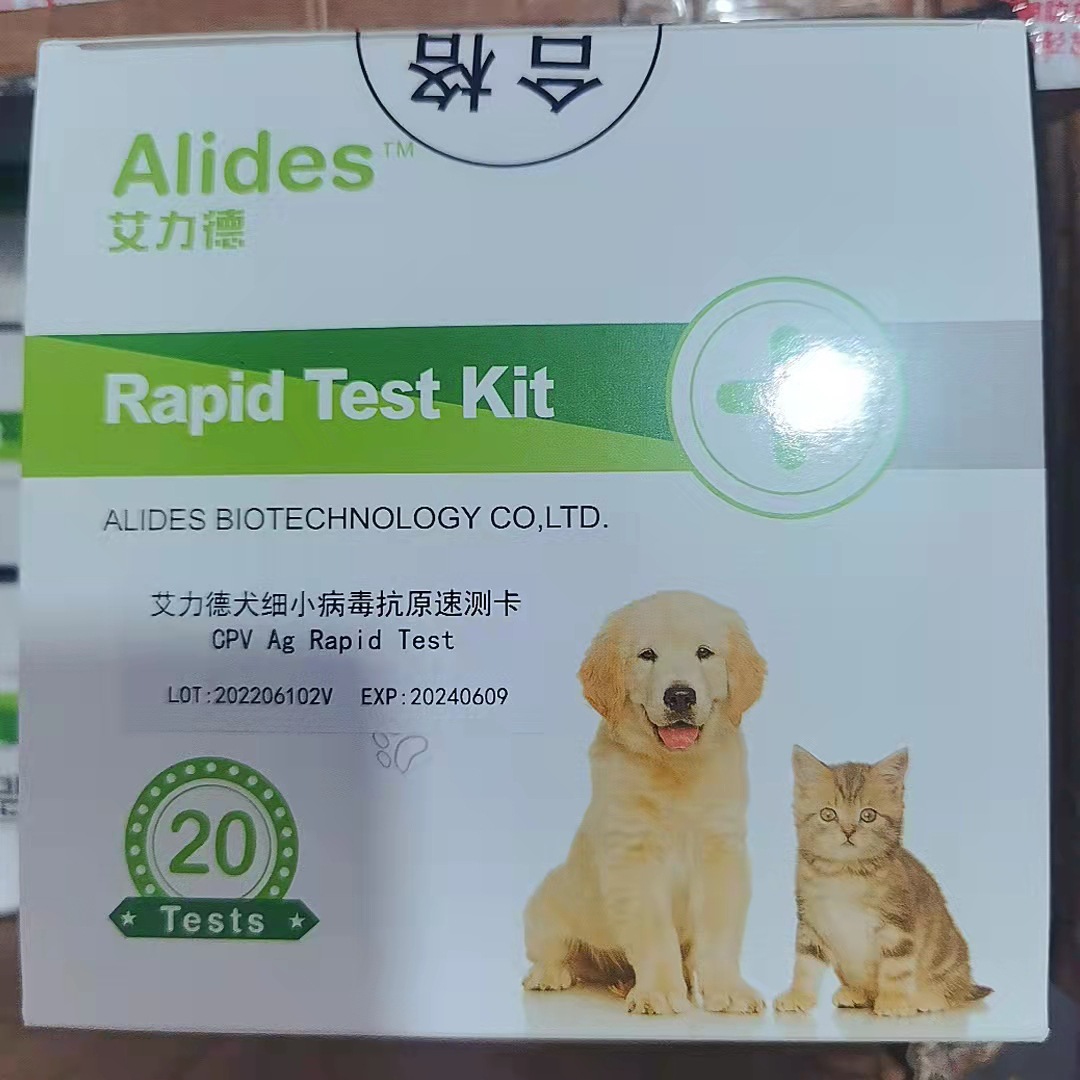 合格
Alides™
艾力德
Rapid Test Kit
ALIDES BIOTECHNOLOGY CO,LTD.
艾力德犬细小病毒抗原速测卡
CPV Ag Rapid Test
LOT:202206102V EXP:20240609
20
Tests